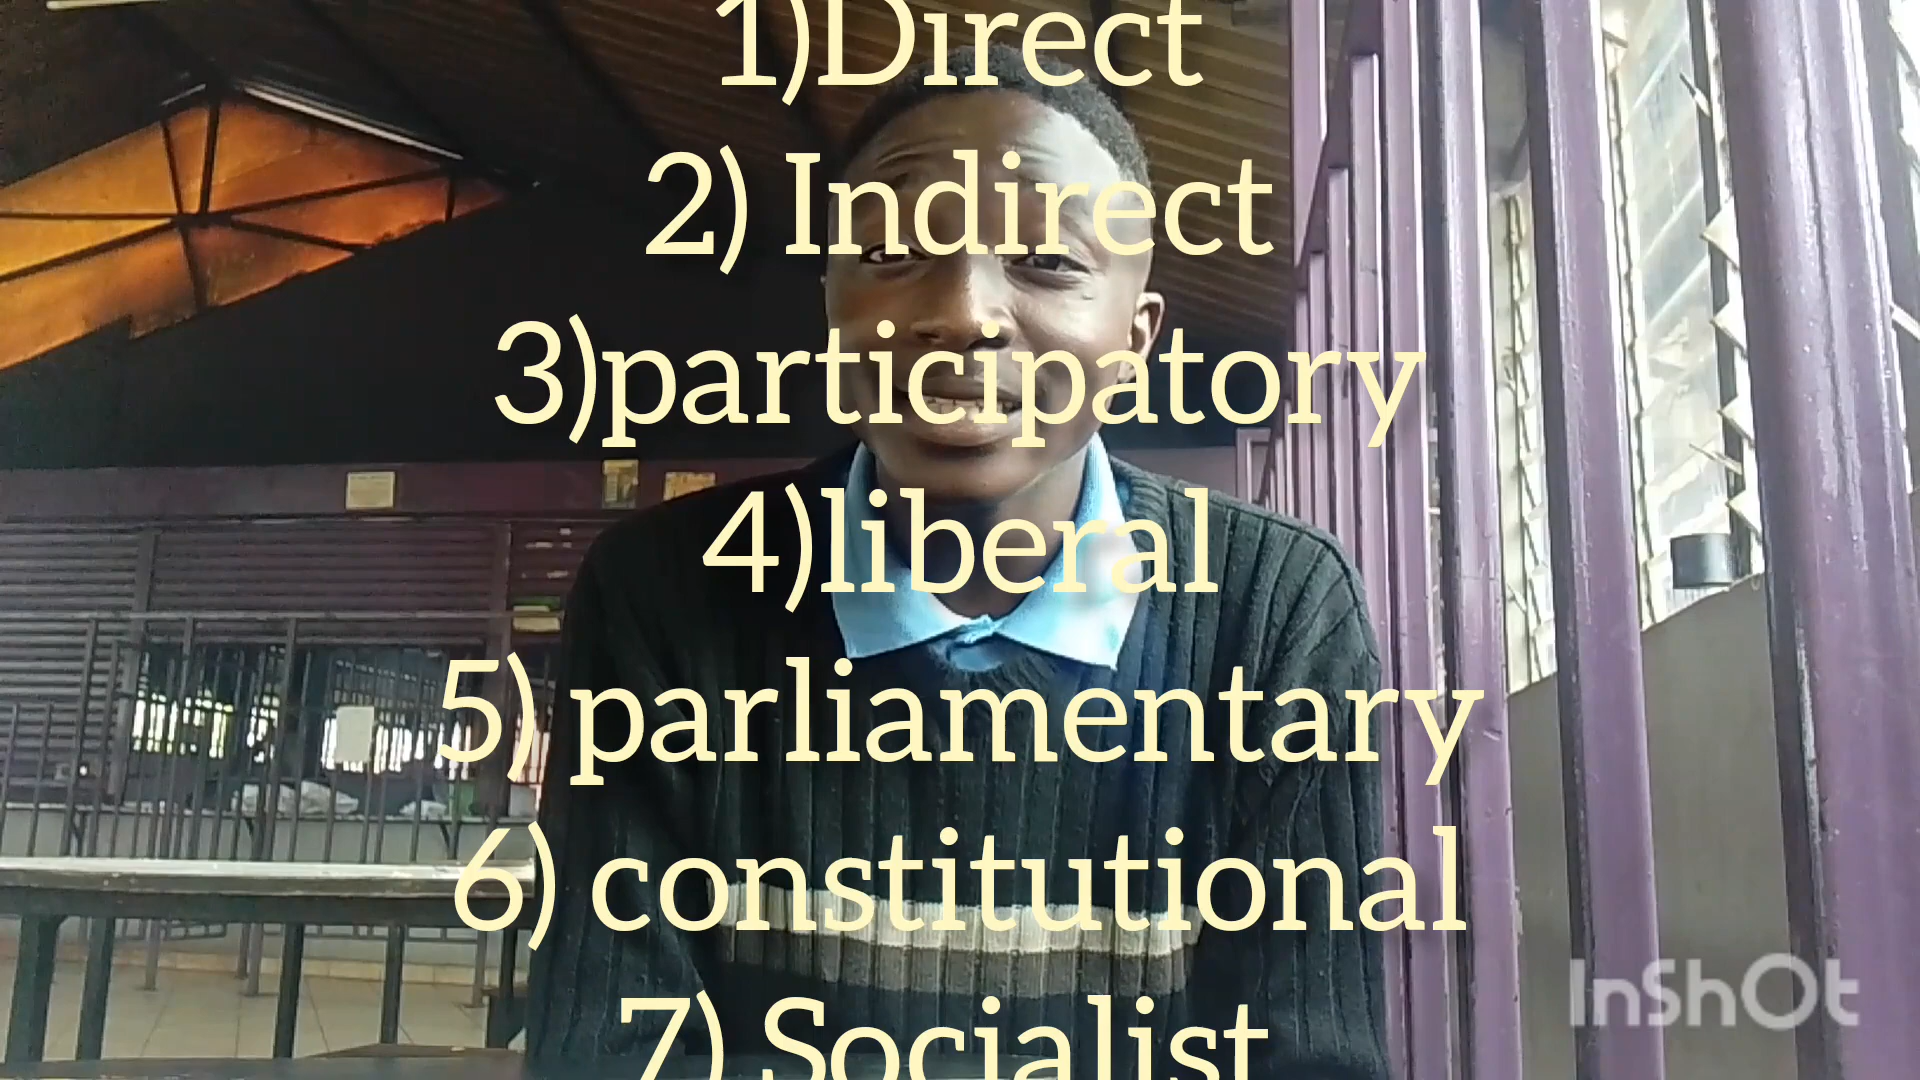 1)Direct
2) Indirect
3)participatory
4)liberal
5) parliamentary
6) constitutional
7) Socialist
InShOt